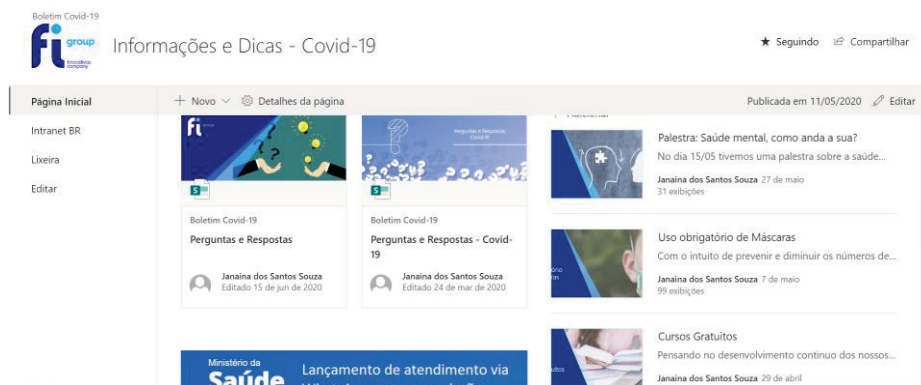 Boletim Covid-19
fi group
Informações e Dicas - Covid-19
Seguindo
Compartilhar
Página Inicial
Intranet BR
Lixeira
Editar
Novo
Detalhes da página
Publicada em 11/05/2020
Editar
fi
Boletim Covid-19
Perguntas e Respostas
Janaina dos Santos Souza
Editado 15 de jun de 2020
Perguntas e Respostas
Covid 19
Boletim Covid-19
Perguntas e Respostas - Covid-
19
Janaina dos Santos Souza
Editado 24 de mar de 2020
Ministério da
Saúde
Lançamento de atendimento via
Adicionar
Palestra: Saúde mental, como anda a sua?
No dia 15/05 tivemos uma palestra sobre a saúde...
Janaina dos Santos Souza 27 de maio
31 exibições
Uso obrigatório de Máscaras
Com o intuito de prevenir e diminuir os números de...
Janaina dos Santos Souza 7 de maio
99 exibições
Cursos Gratuitos
Pensando no desenvolvimento continuo dos nossos...
Janaina dos Santos Souza 29 de abril